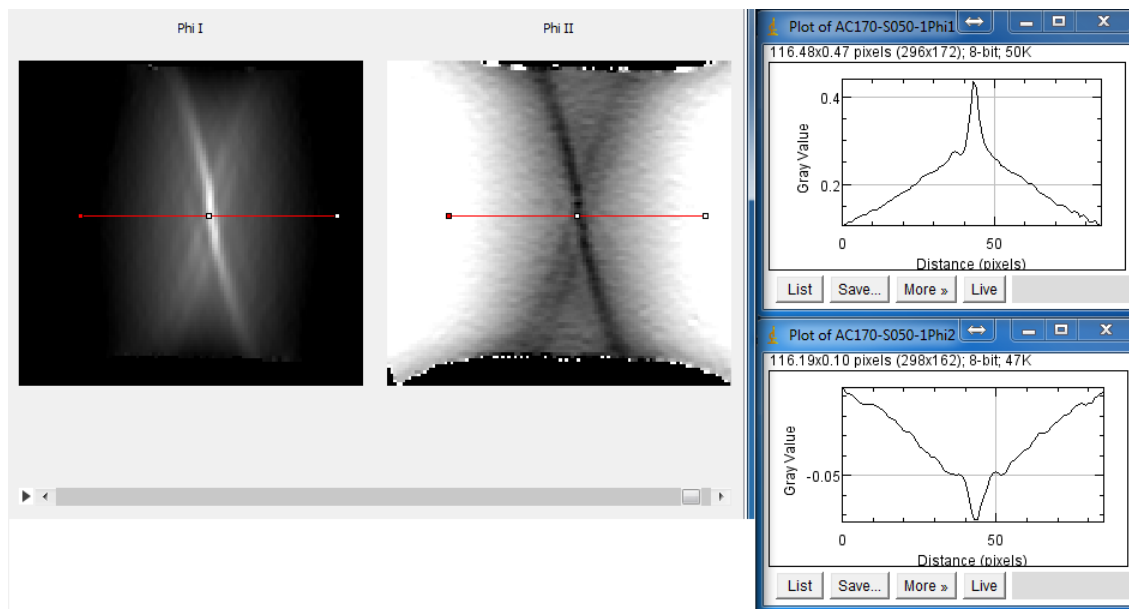 Phi I
Phi II
Plot of AC170-S050-1Phi1
116.48x0.47 pixels (296x172); 8-bit; 50K
Gray Value
0.4
0.2
0
50
Distance (pixels)
List
Save...
More »
Live
Plot of AC170-S050-1Phi2
116.19x0.10 pixels (298x162); 8-bit; 47K
Gray Value
-0.05
0
50
Distance (pixels)
List
Save...
More »
Live